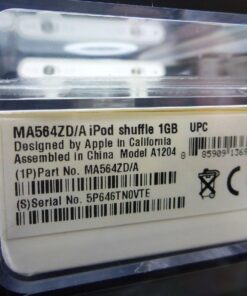 MA564ZD/A iPod shuffle 1GB UPC
Designed by Apple in California
Assembled in China Model A1204
(1P) Part No. MA564ZD/A
(S) Serial No. 5P646TN0VTE